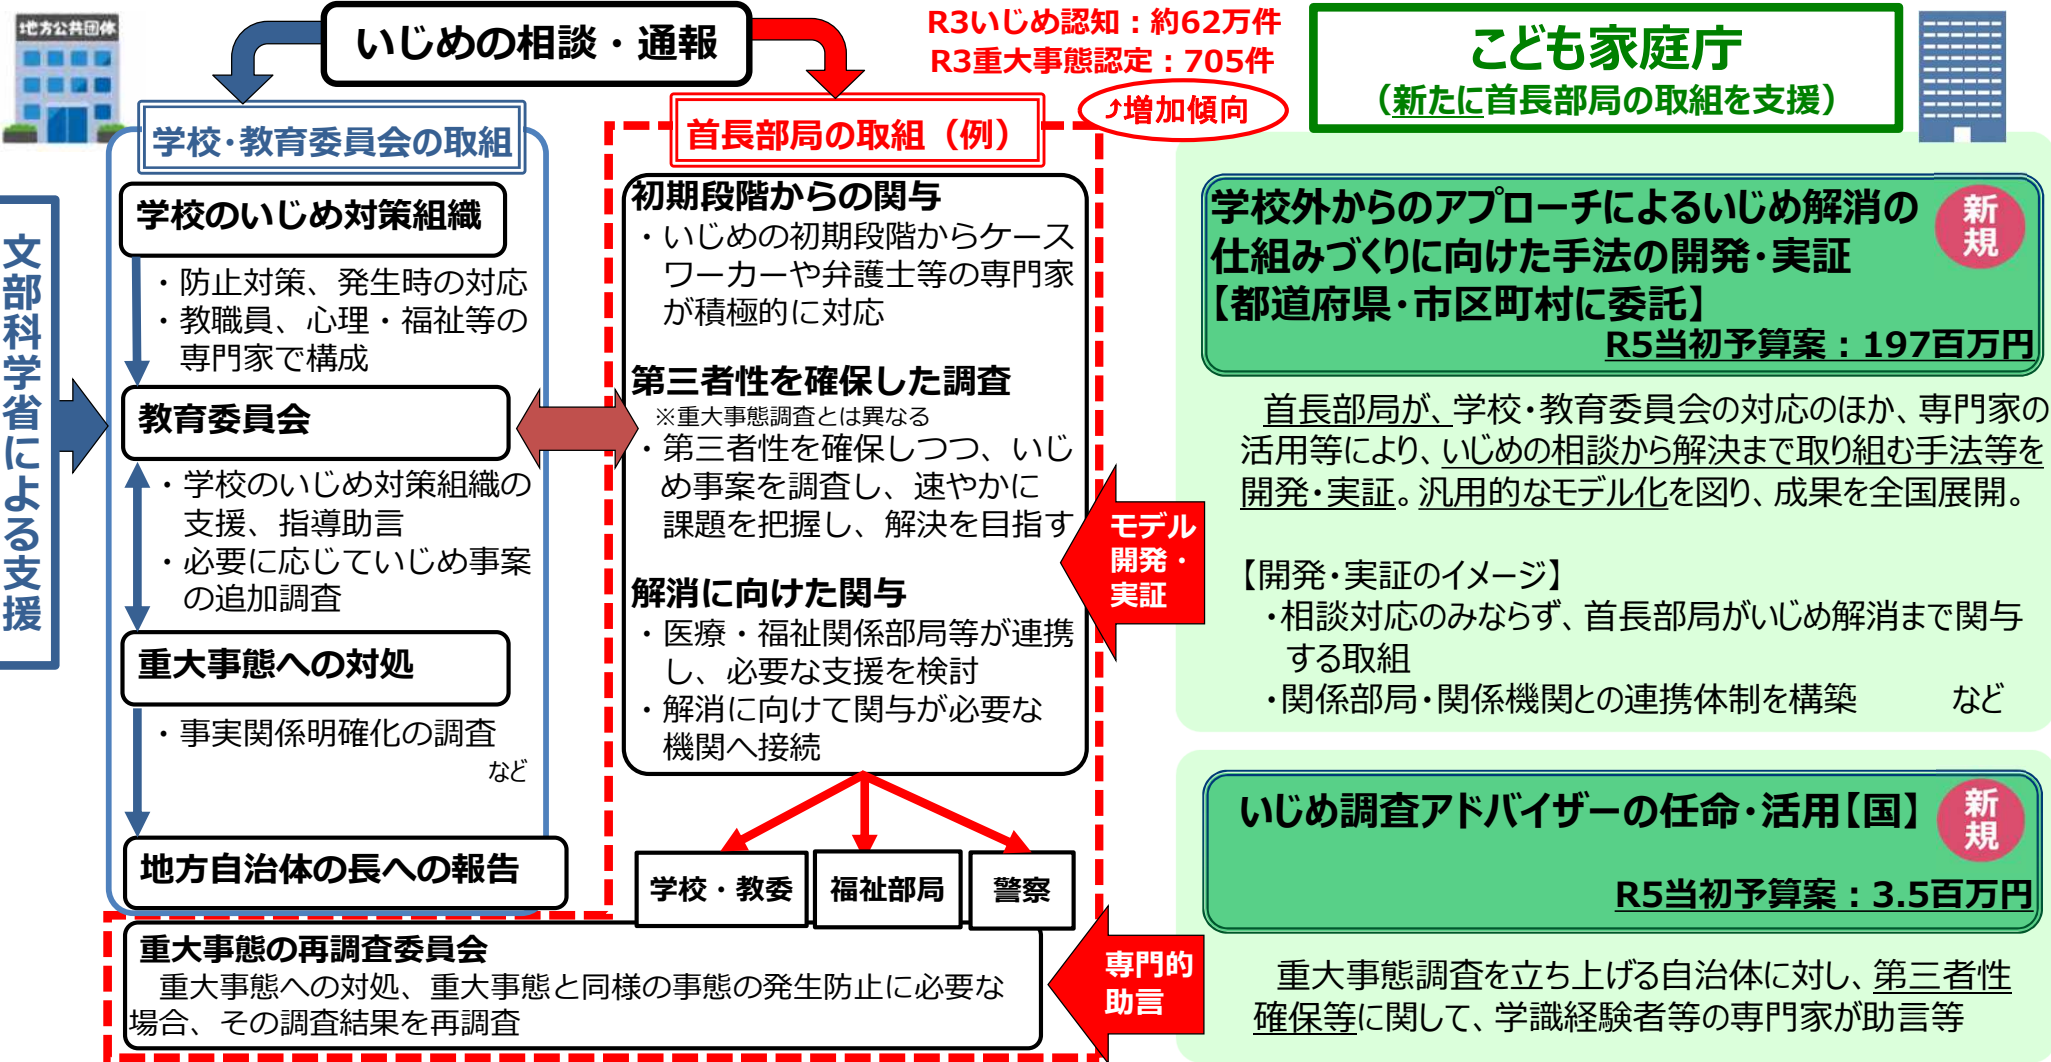 地方公共団体
いじめの相談・通報
R3いじめ認知：約62万件
R3重大事態認定：705件
⤴増加傾向
こども家庭庁
（新たに首長部局の取組を支援）
文部科学省による支援
学校・教育委員会の取組
学校のいじめ対策組織
・防止対策、発生時の対応
・教職員、心理・福祉等の
専門家で構成
教育委員会
・学校のいじめ対策組織の
支援、指導助言
・必要に応じていじめ事案
の追加調査
重大事態への対処
・事実関係明確化の調査
など
地方自治体の長への報告
首長部局の取組（例）
初期段階からの関与
・いじめの初期段階からケース
ワーカーや弁護士等の専門家
が積極的に対応
第三者性を確保した調査
※重大事態調査とは異なる
・第三者性を確保しつつ、いじ
め事案を調査し、速やかに
課題を把握し、解決を目指す
解消に向けた関与
・医療・福祉関係部局等が連携
し、必要な支援を検討
・解消に向けて関与が必要な
機関へ接続
学校・教委
福祉部局
警察
重大事態の再調査委員会
重大事態への対処、重大事態と同様の事態の発生防止に必要な
場合、その調査結果を再調査
モデル
開発・
実証
専門的
助言
学校外からのアプローチによるいじめ解消の
仕組みづくりに向けた手法の開発・実証
【都道府県・市区町村に委託】
新規
R5当初予算案：197百万円
首長部局が、学校・教育委員会の対応のほか、専門家の
活用等により、いじめの相談から解決まで取り組む手法等を
開発・実証。汎用的なモデル化を図り、成果を全国展開。
【開発・実証のイメージ】
・相談対応のみならず、首長部局がいじめ解消まで関与
する取組
・関係部局・関係機関との連携体制を構築　など
いじめ調査アドバイザーの任命・活用【国】
新規
R5当初予算案：3.5百万円
重大事態調査を立ち上げる自治体に対し、第三者性
確保等に関して、学識経験者等の専門家が助言等